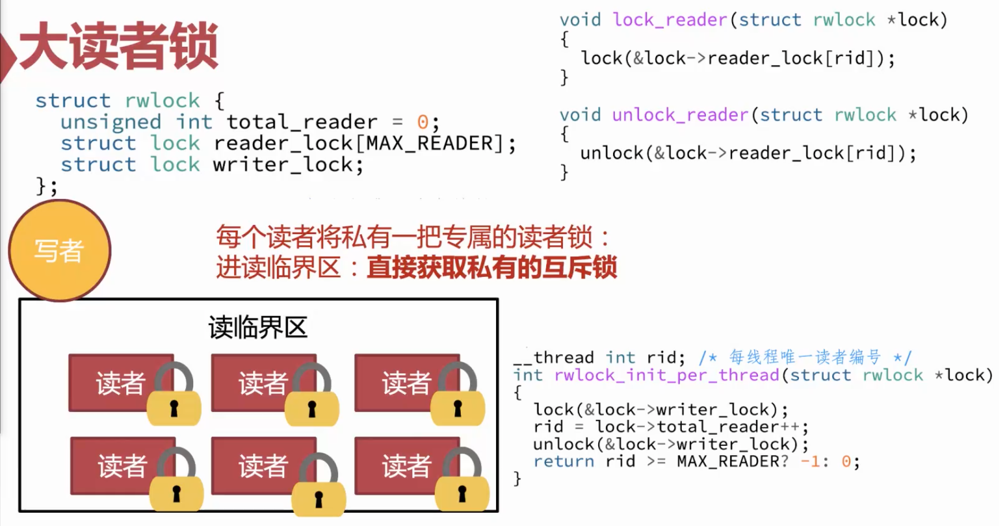 大读者锁
struct rwlock {
unsigned int total_reader = 0;
struct lock reader_lock[MAX_READER];
struct lock writer_lock;
};
void lock_reader(struct rwlock *lock)
{
lock(&lock->reader_lock[rid]);
}
void unlock_reader(struct rwlock *lock)
{
unlock(&lock->reader_lock[rid]);
}
写者
每个读者将私有一把专属的读者锁：
进读临界区：直接获取私有的互斥锁
读临界区
读者
读者
读者
读者
读者
读者
__thread int rid; /* 每线程唯一读者编号 */
int rwlock_init_per_thread(struct rwlock *lock)
{
lock(&lock->writer_lock);
rid = lock->total_reader++;
unlock(&lock->writer_lock);
return rid >= MAX_READER? -1: 0;
}